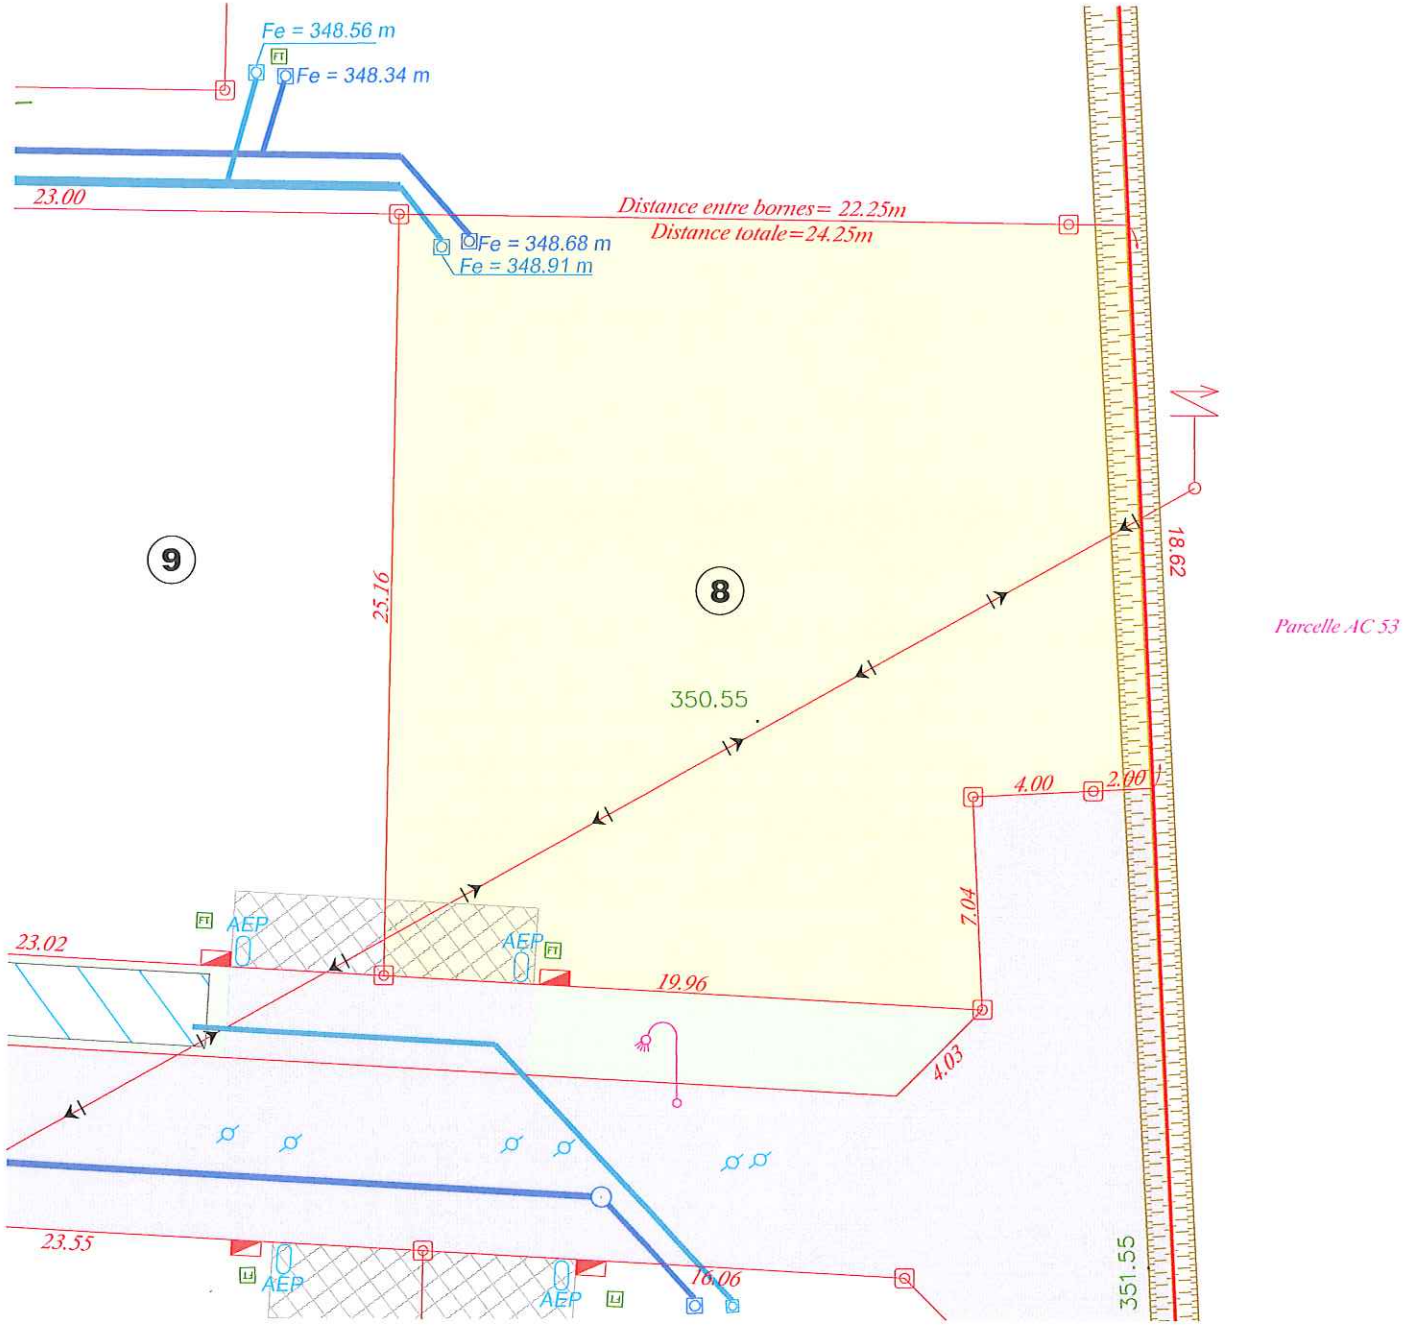 Fe = 348.56 m
FT
Fe = 348.34 m
23.00
Distance entre bornes= 22.25m
Distance totale=24.25m
Fe = 348.68 m
Fe = 348.91 m
18.62
9
25.16
8
Parcelle AC 53
350.55
4.00
2.00
7.04
FT
AEP
AEP
FT
23.02
19.96
4.03
351.55
23.55
FT
AEP
AEP
FT
16.06